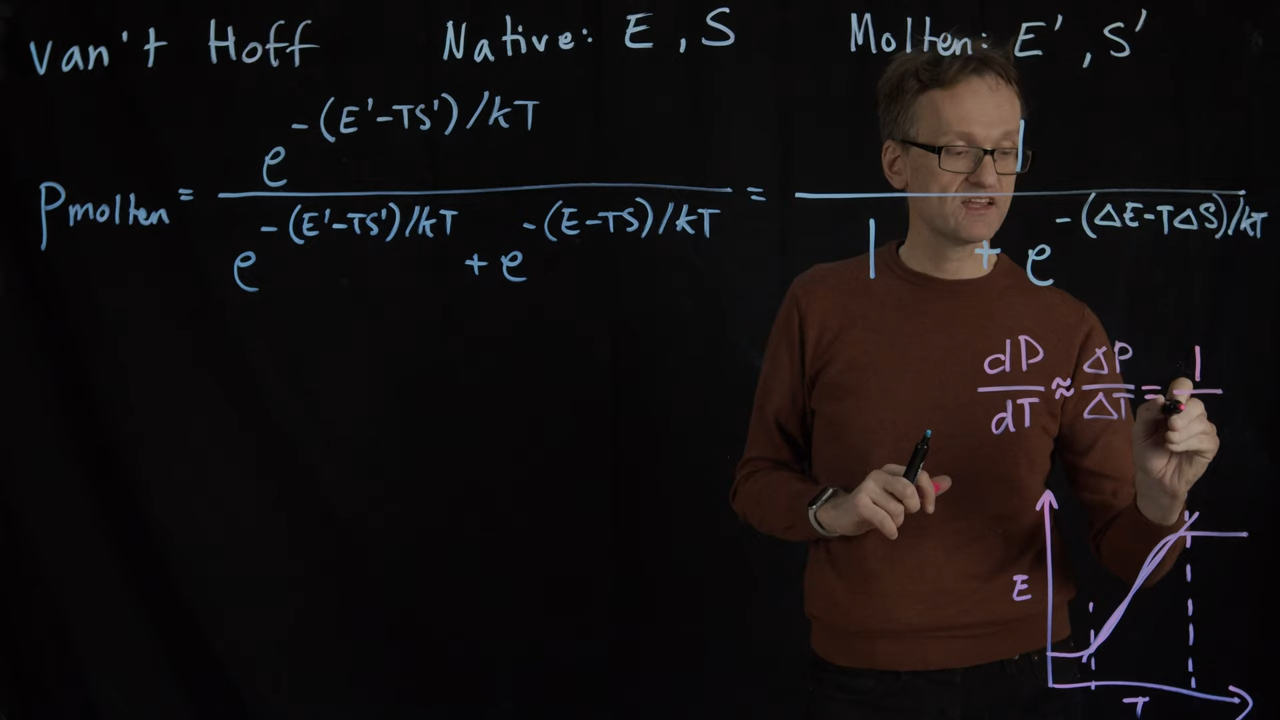 van't Hoff Native: E, S Molten: E', S'
Pmolten = e^-(E'-TS')/kT / e^-(E'-TS')/kT + e^-(E-TS)/kT = 1 / 1 + e^-(ΔE-TΔS)/kT
dP/dT ≈ ΔP/ΔT = 1
E
T